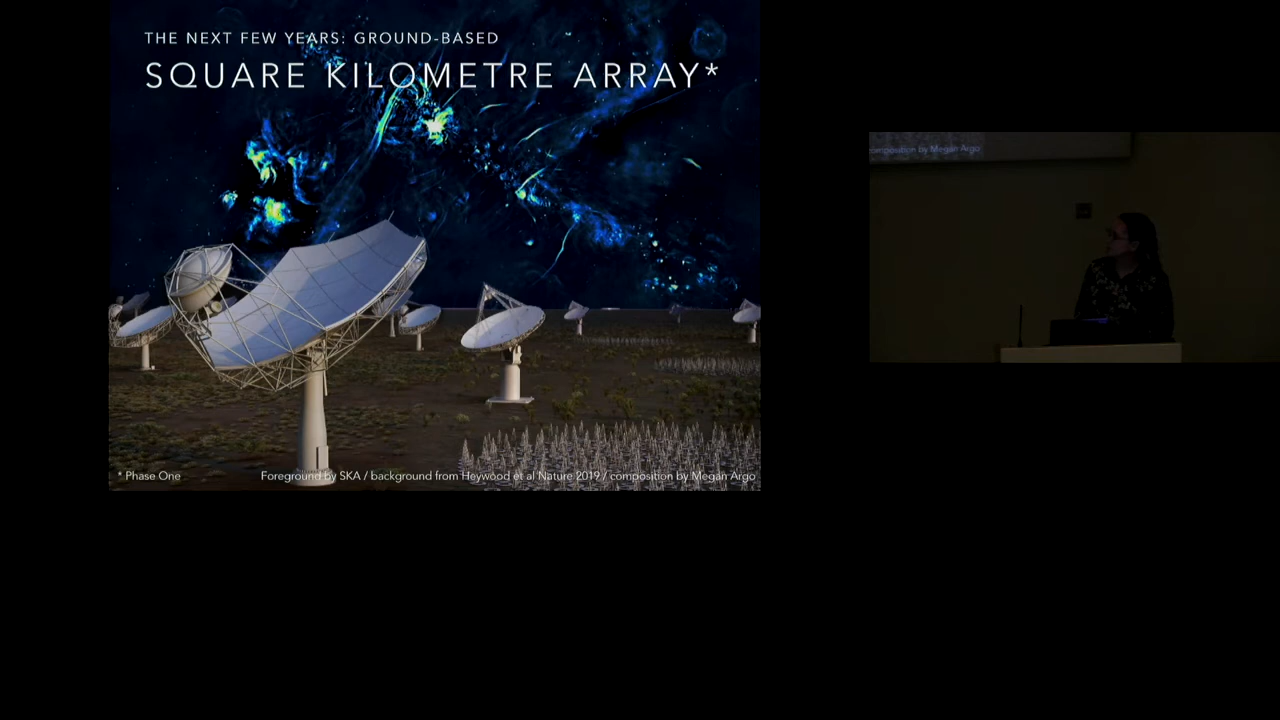 THE NEXT FEW YEARS: GROUND-BASED
SQUARE KILOMETRE ARRAY*
* Phase One
Foreground by SKA / background from Heywood et al Nature 2019 / composition by Megan Argo
composition by Megan Argo